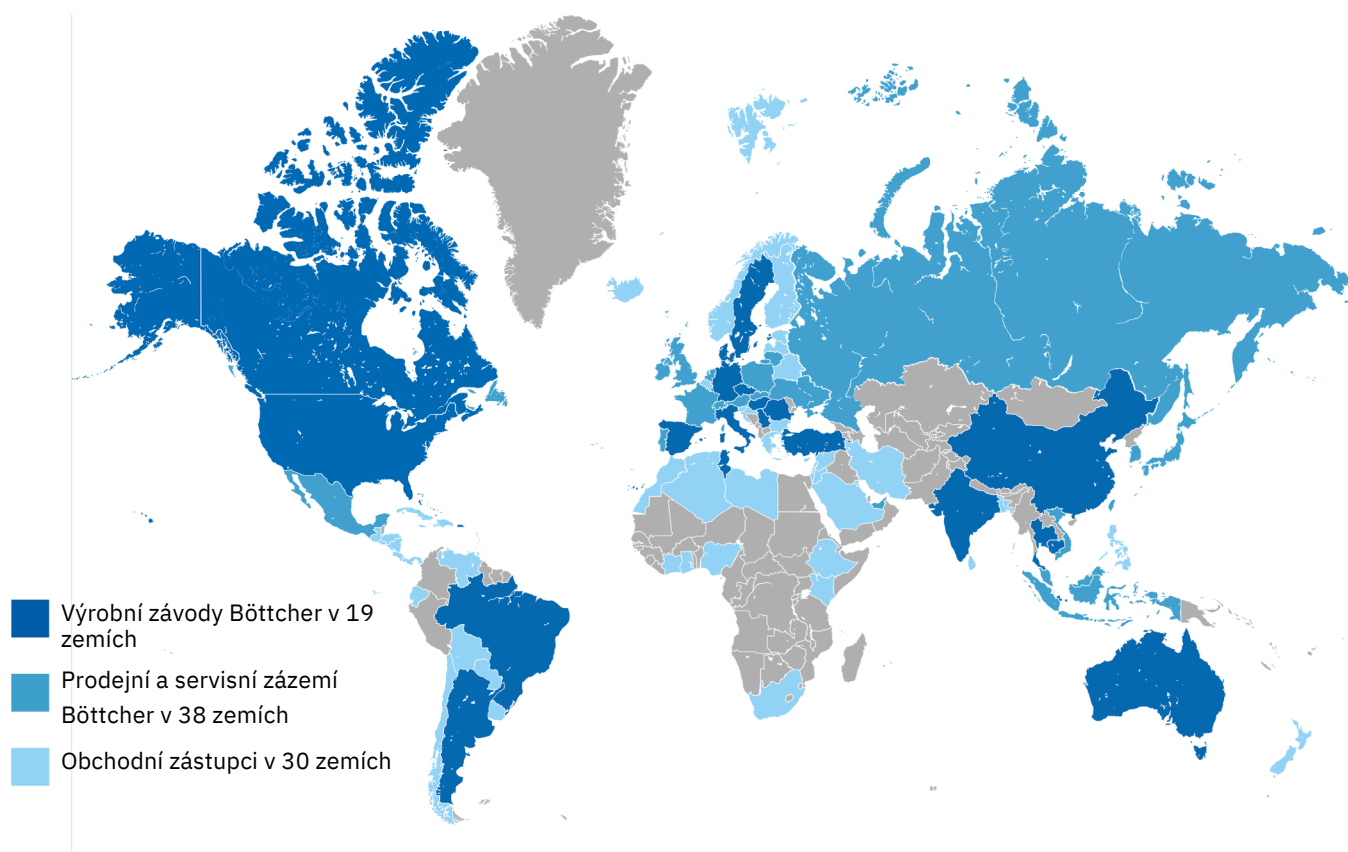 Výrobní závody Böttcher v 19
zemích
Prodejní a servisní zázemí
Böttcher v 38 zemích
Obchodní zástupci v 30 zemích